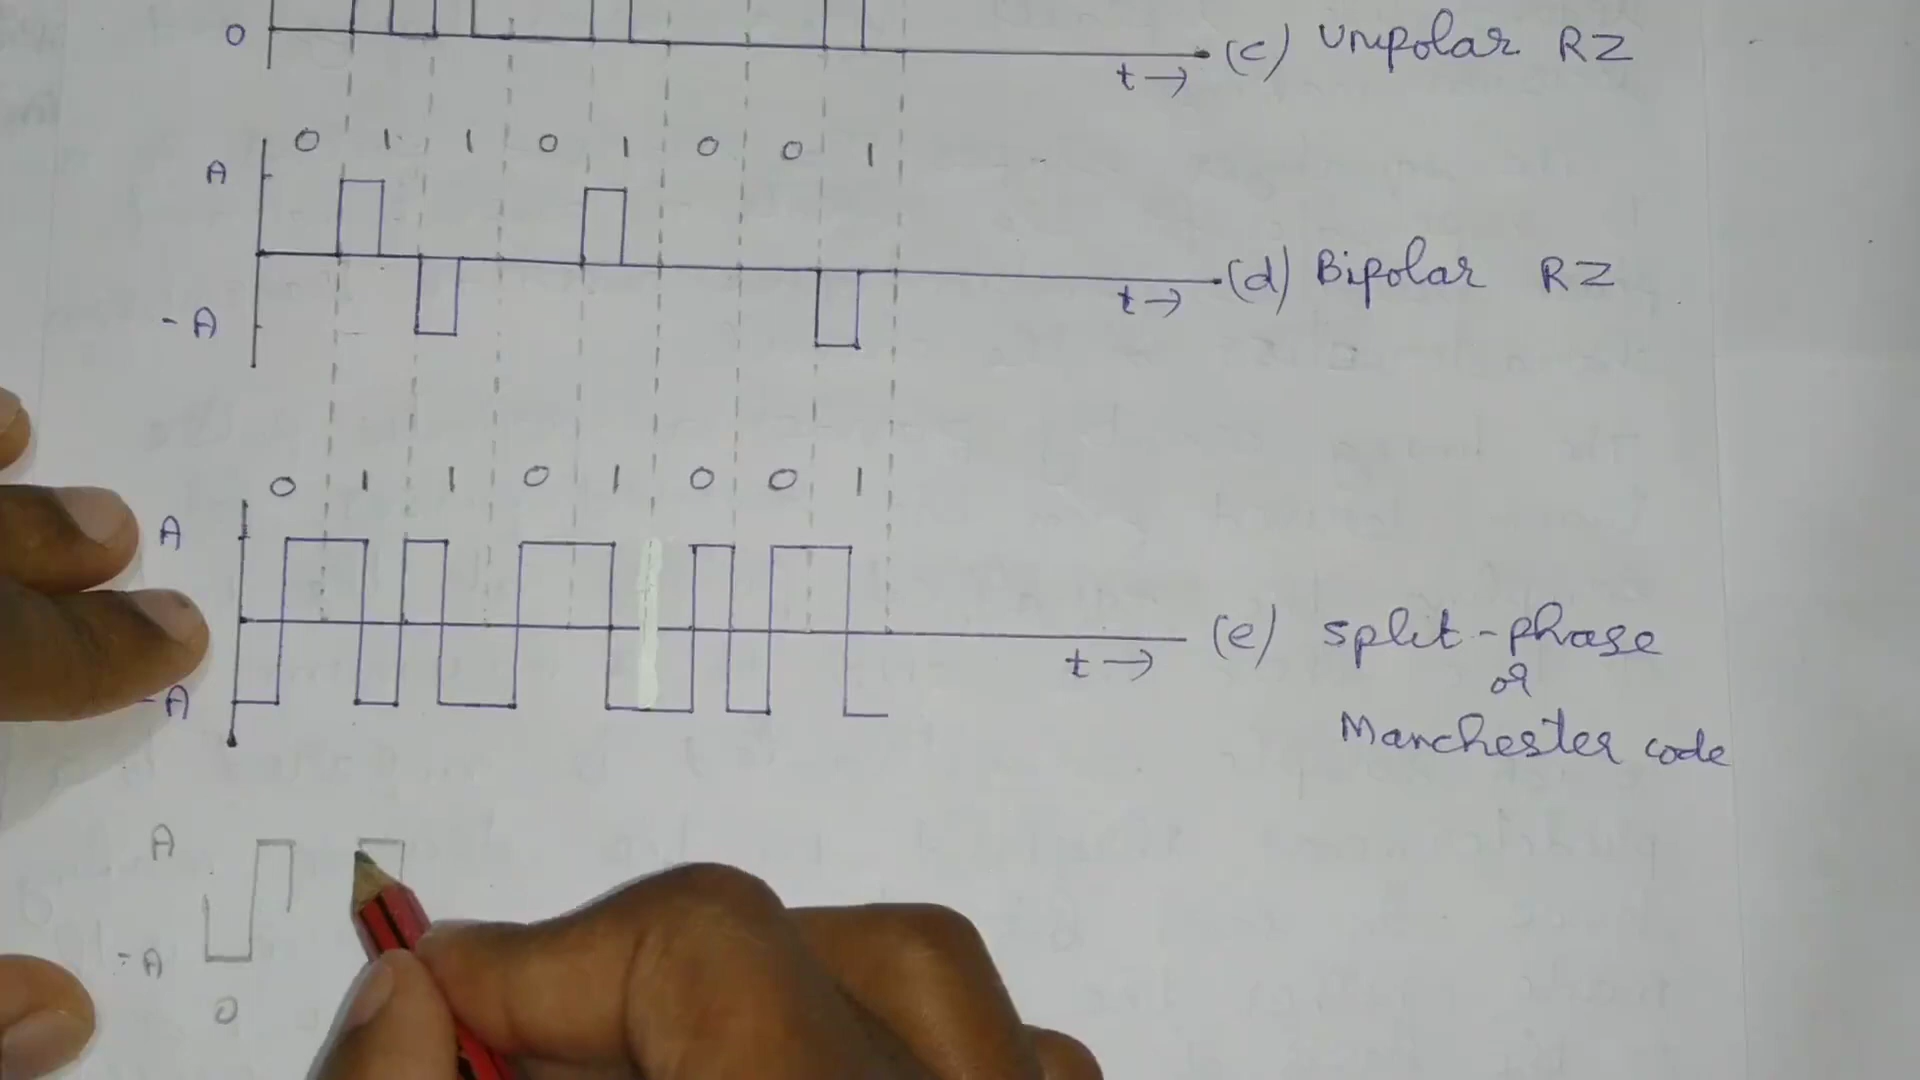 0
t → (c) Unipolar RZ
0 1 1 0 1 0 0 1
A
t → (d) Bipolar RZ
-A
0 1 1 0 1 0 0 1
A
t → (e) Split-phase
or
-A
Manchester code
A
-A
0